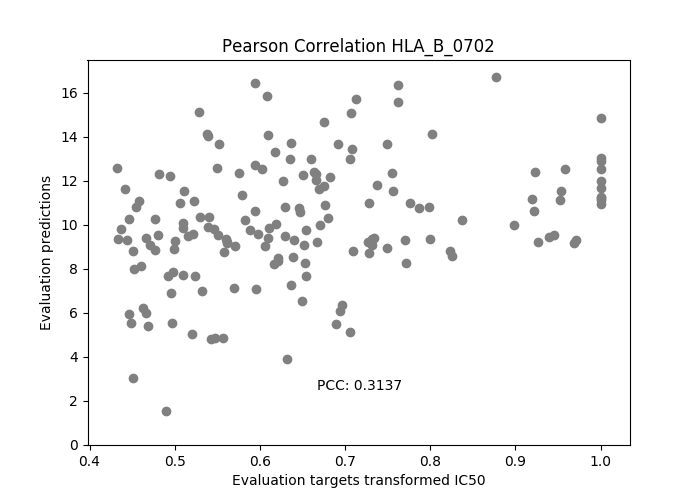 Pearson Correlation HLA_B_0702
Evaluation predictions
16
14
12
10
8
6
4
2
0
PCC: 0.3137
0.4 0.5 0.6 0.7 0.8 0.9 1.0
Evaluation targets transformed IC50